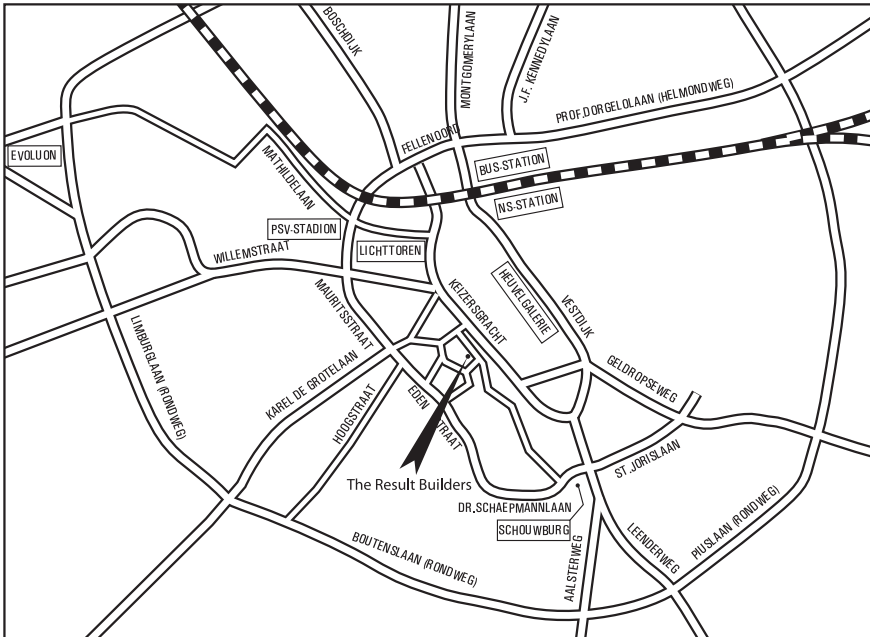 BOSCHDIJK
MONTGOMERYLAAN
J.F. KENNEDYLAAN
PROF.DORGELOLAAN (HELMONDWEG)
FELLENOORD
EVOLUON
MATHILDELAAN
BUS-STATION
NS-STATION
PSV-STADION
LICHTTOREN
WILLEMSTRAAT
HEUVELGALERIE
KEIZERSGRACHT
VESTDIJK
MAURITSSTRAAT
LIMBURGLAAN (RONDWEG)
GELDROPSEWEG
KAREL DE GROTELAAN
HOOGSTRAAT
EDEN STRAAT
ST.JORISLAAN
The Result Builders
DR.SCHAEPMANNLAAN
SCHOUWBURG
BOUTENSLAAN (RONDWEG)
AALSTERWEG
LEENDERWEG
PIUSLAAN (RONDWEG)